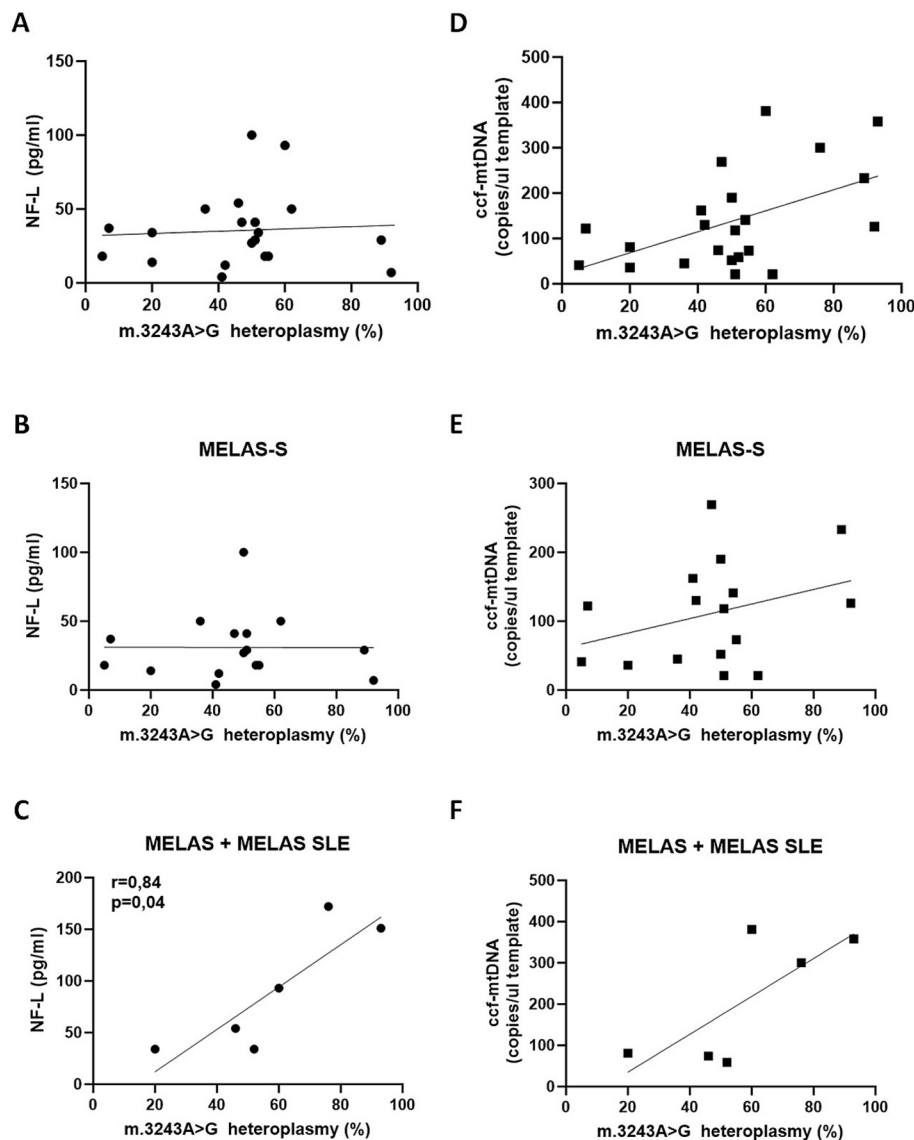 A
NF-L (pg/ml)
150
100
50
0
0 20 40 60 80 100
m.3243A>G heteroplasmy (%)
B
MELAS-S
NF-L (pg/ml)
150
100
50
0
0 20 40 60 80 100
m.3243A>G heteroplasmy (%)
C
MELAS + MELAS SLE
r=0,84
p=0,04
NF-L (pg/ml)
200
150
100
50
0
0 20 40 60 80 100
m.3243A>G heteroplasmy (%)
D
ccf-mtDNA
(copies/ul template)
500
400
300
200
100
0
0 20 40 60 80 100
m.3243A>G heteroplasmy (%)
E
MELAS-S
ccf-mtDNA
(copies/ul template)
300
200
100
0
0 20 40 60 80 100
m.3243A>G heteroplasmy (%)
F
MELAS + MELAS SLE
ccf-mtDNA
(copies/ul template)
500
400
300
200
100
0
0 20 40 60 80 100
m.3243A>G heteroplasmy (%)